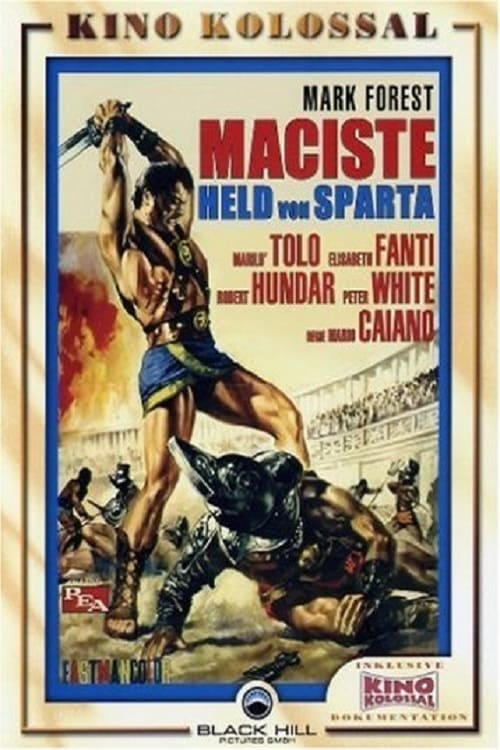 KINO KOLOSSAL
MARK FOREST
MACISTE
HELD VON SPARTA
MARILÙ TOLO ELISABETH FANTI
ROBERT HUNDAR PETER WHITE
REGIE MARIO CAIANO
PEA
EASTMANCOLOR
INKLUSIVE
KINO
KOLOSSAL
DOKUMENTATION
BLACK HILL
PICTURES GMBH